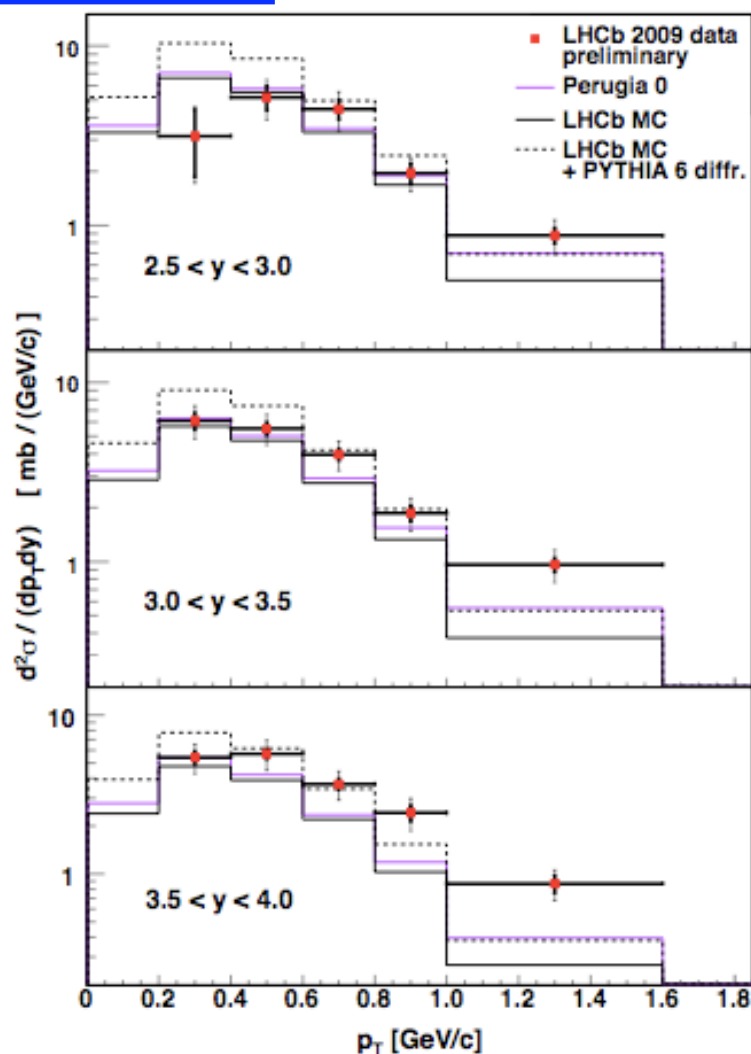 LHCb 2009 data
preliminary
Perugia 0
LHCb MC
LHCb MC
+ PYTHIA 6 diffr.
10
1
2.5 < y < 3.0
10
1
3.0 < y < 3.5
10
1
3.5 < y < 4.0
d²σ / (dp_T dy) [ mb / (GeV/c) ]
0 0.2 0.4 0.6 0.8 1.0 1.2 1.4 1.6 1.8
p_T [GeV/c]